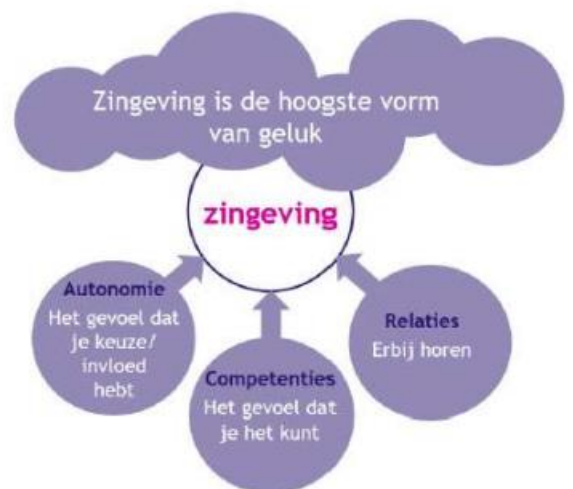 Zingeving is de hoogste vorm
van geluk
zingeving
Autonomie
Het gevoel dat
je keuze/
invloed
hebt
Competenties
Het gevoel dat
je het kunt
Relaties
Erbij horen